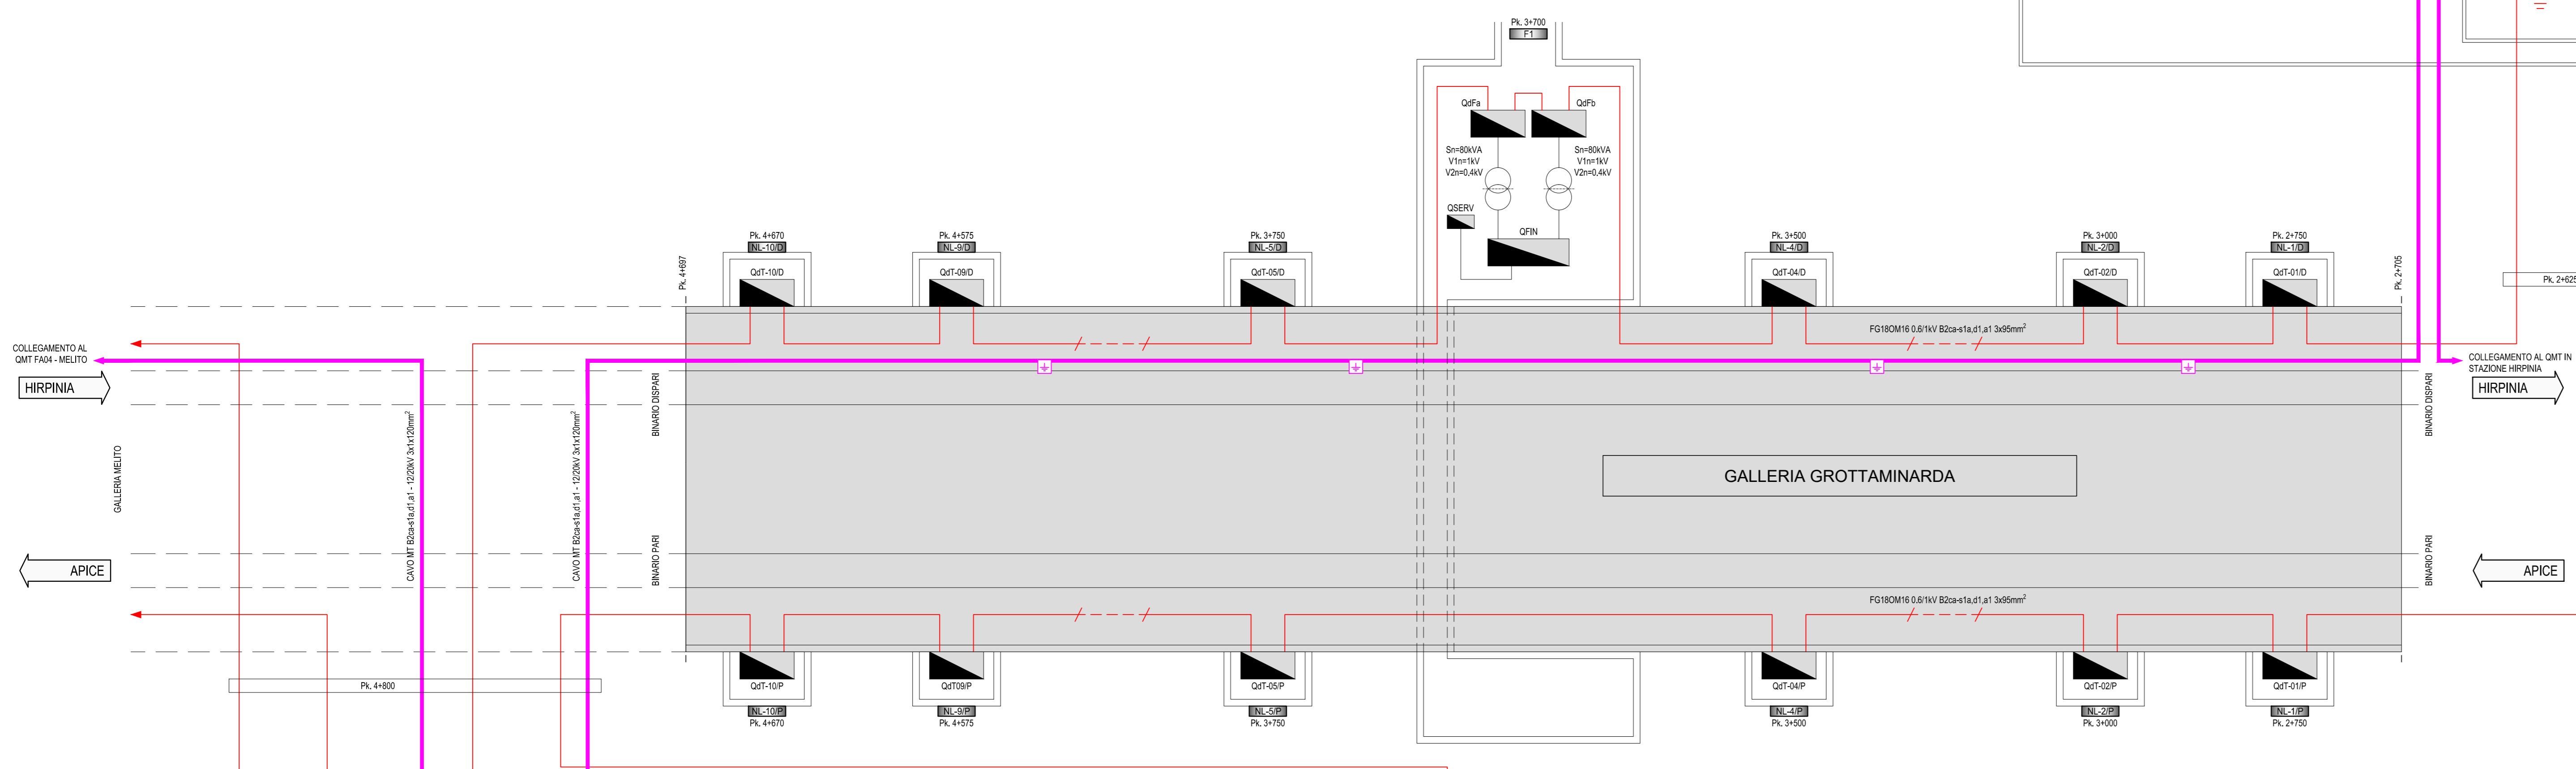 Pk. 3+700
F1
QdFa
QdFb
Sn=80kVA
V1n=1kV
V2n=0.4kV
Sn=80kVA
V1n=1kV
V2n=0.4kV
QSERV
QFIN
Pk. 4+697
Pk. 4+670
NL-10/D
QdT-10/D
Pk. 4+575
NL-9/D
QdT-09/D
Pk. 3+750
NL-5/D
QdT-05/D
Pk. 3+500
NL-4/D
QdT-04/D
Pk. 3+000
NL-2/D
QdT-02/D
Pk. 2+750
NL-1/D
QdT-01/D
Pk. 2+705
Pk. 2+625
FG18OM16 0.6/1kV B2ca-s1a,d1,a1 3x95mm²
COLLEGAMENTO AL
QMT FA04 - MELITO
HIRPINIA
COLLEGAMENTO AL QMT IN
STAZIONE HIRPINIA
HIRPINIA
GALLERIA MELITO
CAVO MT B2ca-s1a,d1,a1 - 12/20kV 3x1x120mm²
CAVO MT B2ca-s1a,d1,a1 - 12/20kV 3x1x120mm²
BINARIO DISPARI
BINARIO PARI
GALLERIA GROTTAMINARDA
BINARIO DISPARI
BINARIO PARI
APICE
APICE
FG18OM16 0.6/1kV B2ca-s1a,d1,a1 3x95mm²
Pk. 4+800
QdT-10/P
NL-10/P
Pk. 4+670
QdT09/P
NL-9/P
Pk. 4+575
QdT-05/P
NL-5/P
Pk. 3+750
QdT-04/P
NL-4/P
Pk. 3+500
QdT-02/P
NL-2/P
Pk. 3+000
QdT-01/P
NL-1/P
Pk. 2+750